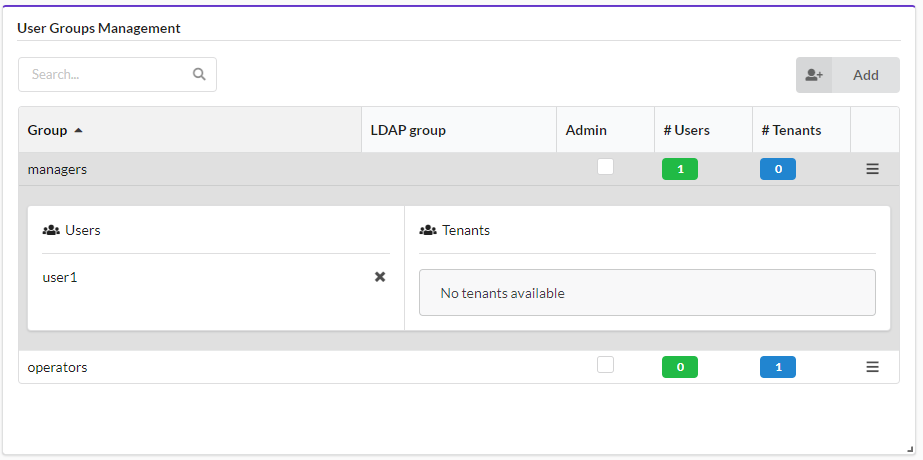 User Groups Management
Search...
Add
Group LDAP group Admin # Users # Tenants
managers 1 0
Users Tenants
user1 No tenants available
operators 0 1